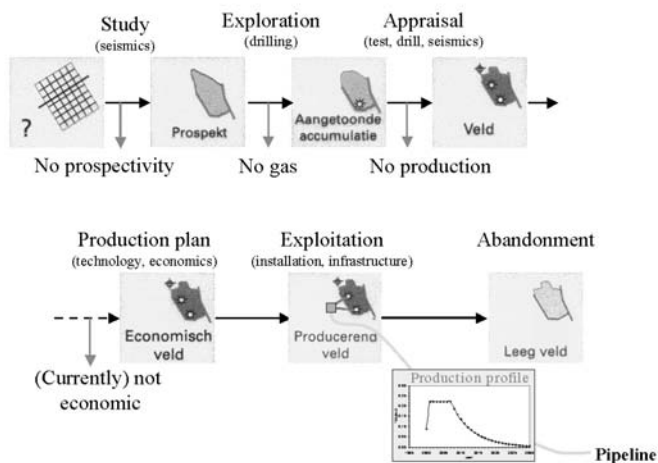 Study
(seismics)
Exploration
(drilling)
Appraisal
(test, drill, seismics)
?
Prospekt
Aangetoonde
accumulatie
Veld
No prospectivity
No gas
No production
Production plan
(technology, economics)
Exploitation
(installation, infrastructure)
Abandonment
Economisch
veld
Producerend
veld
Leeg veld
(Currently) not
economic
Production profile
Pipeline